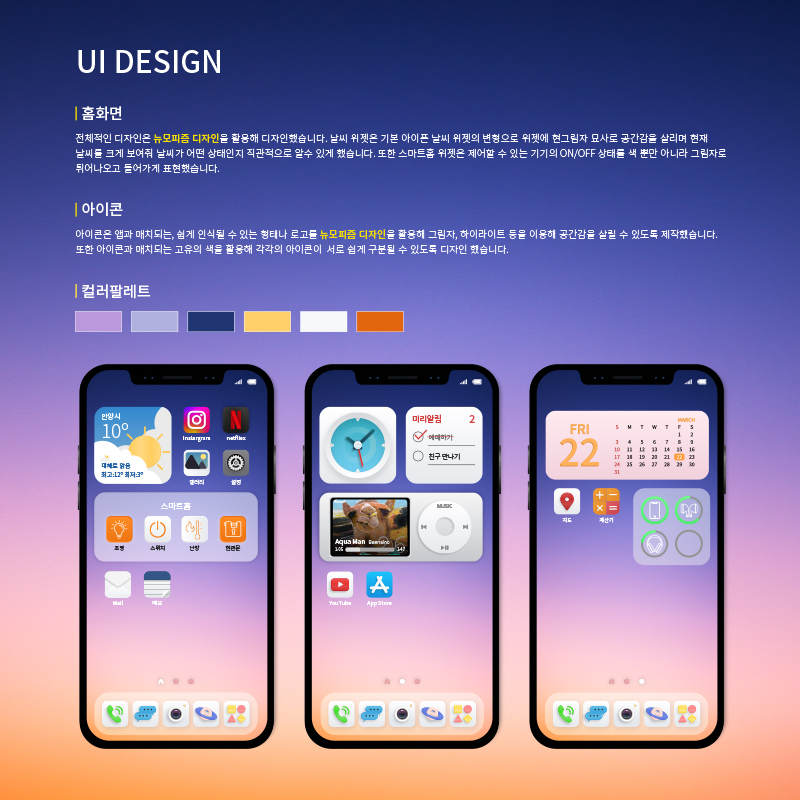 UI DESIGN
홈화면
전체적인 디자인은 뉴모피즘 디자인을 활용해 디자인했습니다. 날씨 위젯은 기본 아이폰 날씨 위젯의 변형으로 위젯에 현그림자 묘사로 공간감을 살리며 현재
날씨를 크게 보여줘 날씨가 어떤 상태인지 직관적으로 알수 있게 했습니다. 또한 스마트홈 위젯은 제어할 수 있는 기기의 ON/OFF 상태를 색 뿐만 아니라 그림자로
튀어나오고 들어가게 표현했습니다.
아이콘
아이콘은 앱과 매치되는, 쉽게 인식될 수 있는 형태나 로고를 뉴모피즘 디자인을 활용해 그림자, 하이라이트 등을 이용해 공간감을 살릴 수 있도록 제작했습니다.
또한 아이콘과 매치되는 고유의 색을 활용해 각각의 아이콘이 서로 쉽게 구분될 수 있도록 디자인 했습니다.
컬러팔레트
안양시
10°
대체로 맑음
최고:12° 최저:3°
Instargram
netflex
갤러리
설정
스마트홈
조명
스위치
난방
현관문
Mail
메모
미리알림 2
예매하기
친구 만나기
Aqua Man Beenzino
1:05
1:47
MUSIC
YouTube
App Store
FRI
22
MARCH
S M T W T F S
1 2
3 4 5 6 7 8 9
10 11 12 13 14 15 16
17 18 19 20 21 22 23
24 25 26 27 28 29 30
31
지도
계산기